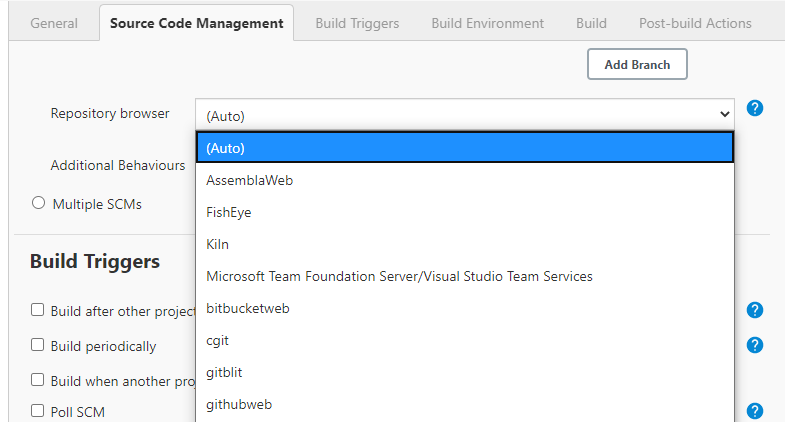 General Source Code Management Build Triggers Build Environment Build Post-build Actions
Add Branch
Repository browser (Auto) ?
(Auto)
Additional Behaviours
AssemblaWeb
Multiple SCMs
FishEye
Kiln
Build Triggers
Microsoft Team Foundation Server/Visual Studio Team Services
Build after other project bitbucketweb ?
Build periodically cgit ?
Build when another pro gitblit
Poll SCM githubweb ?